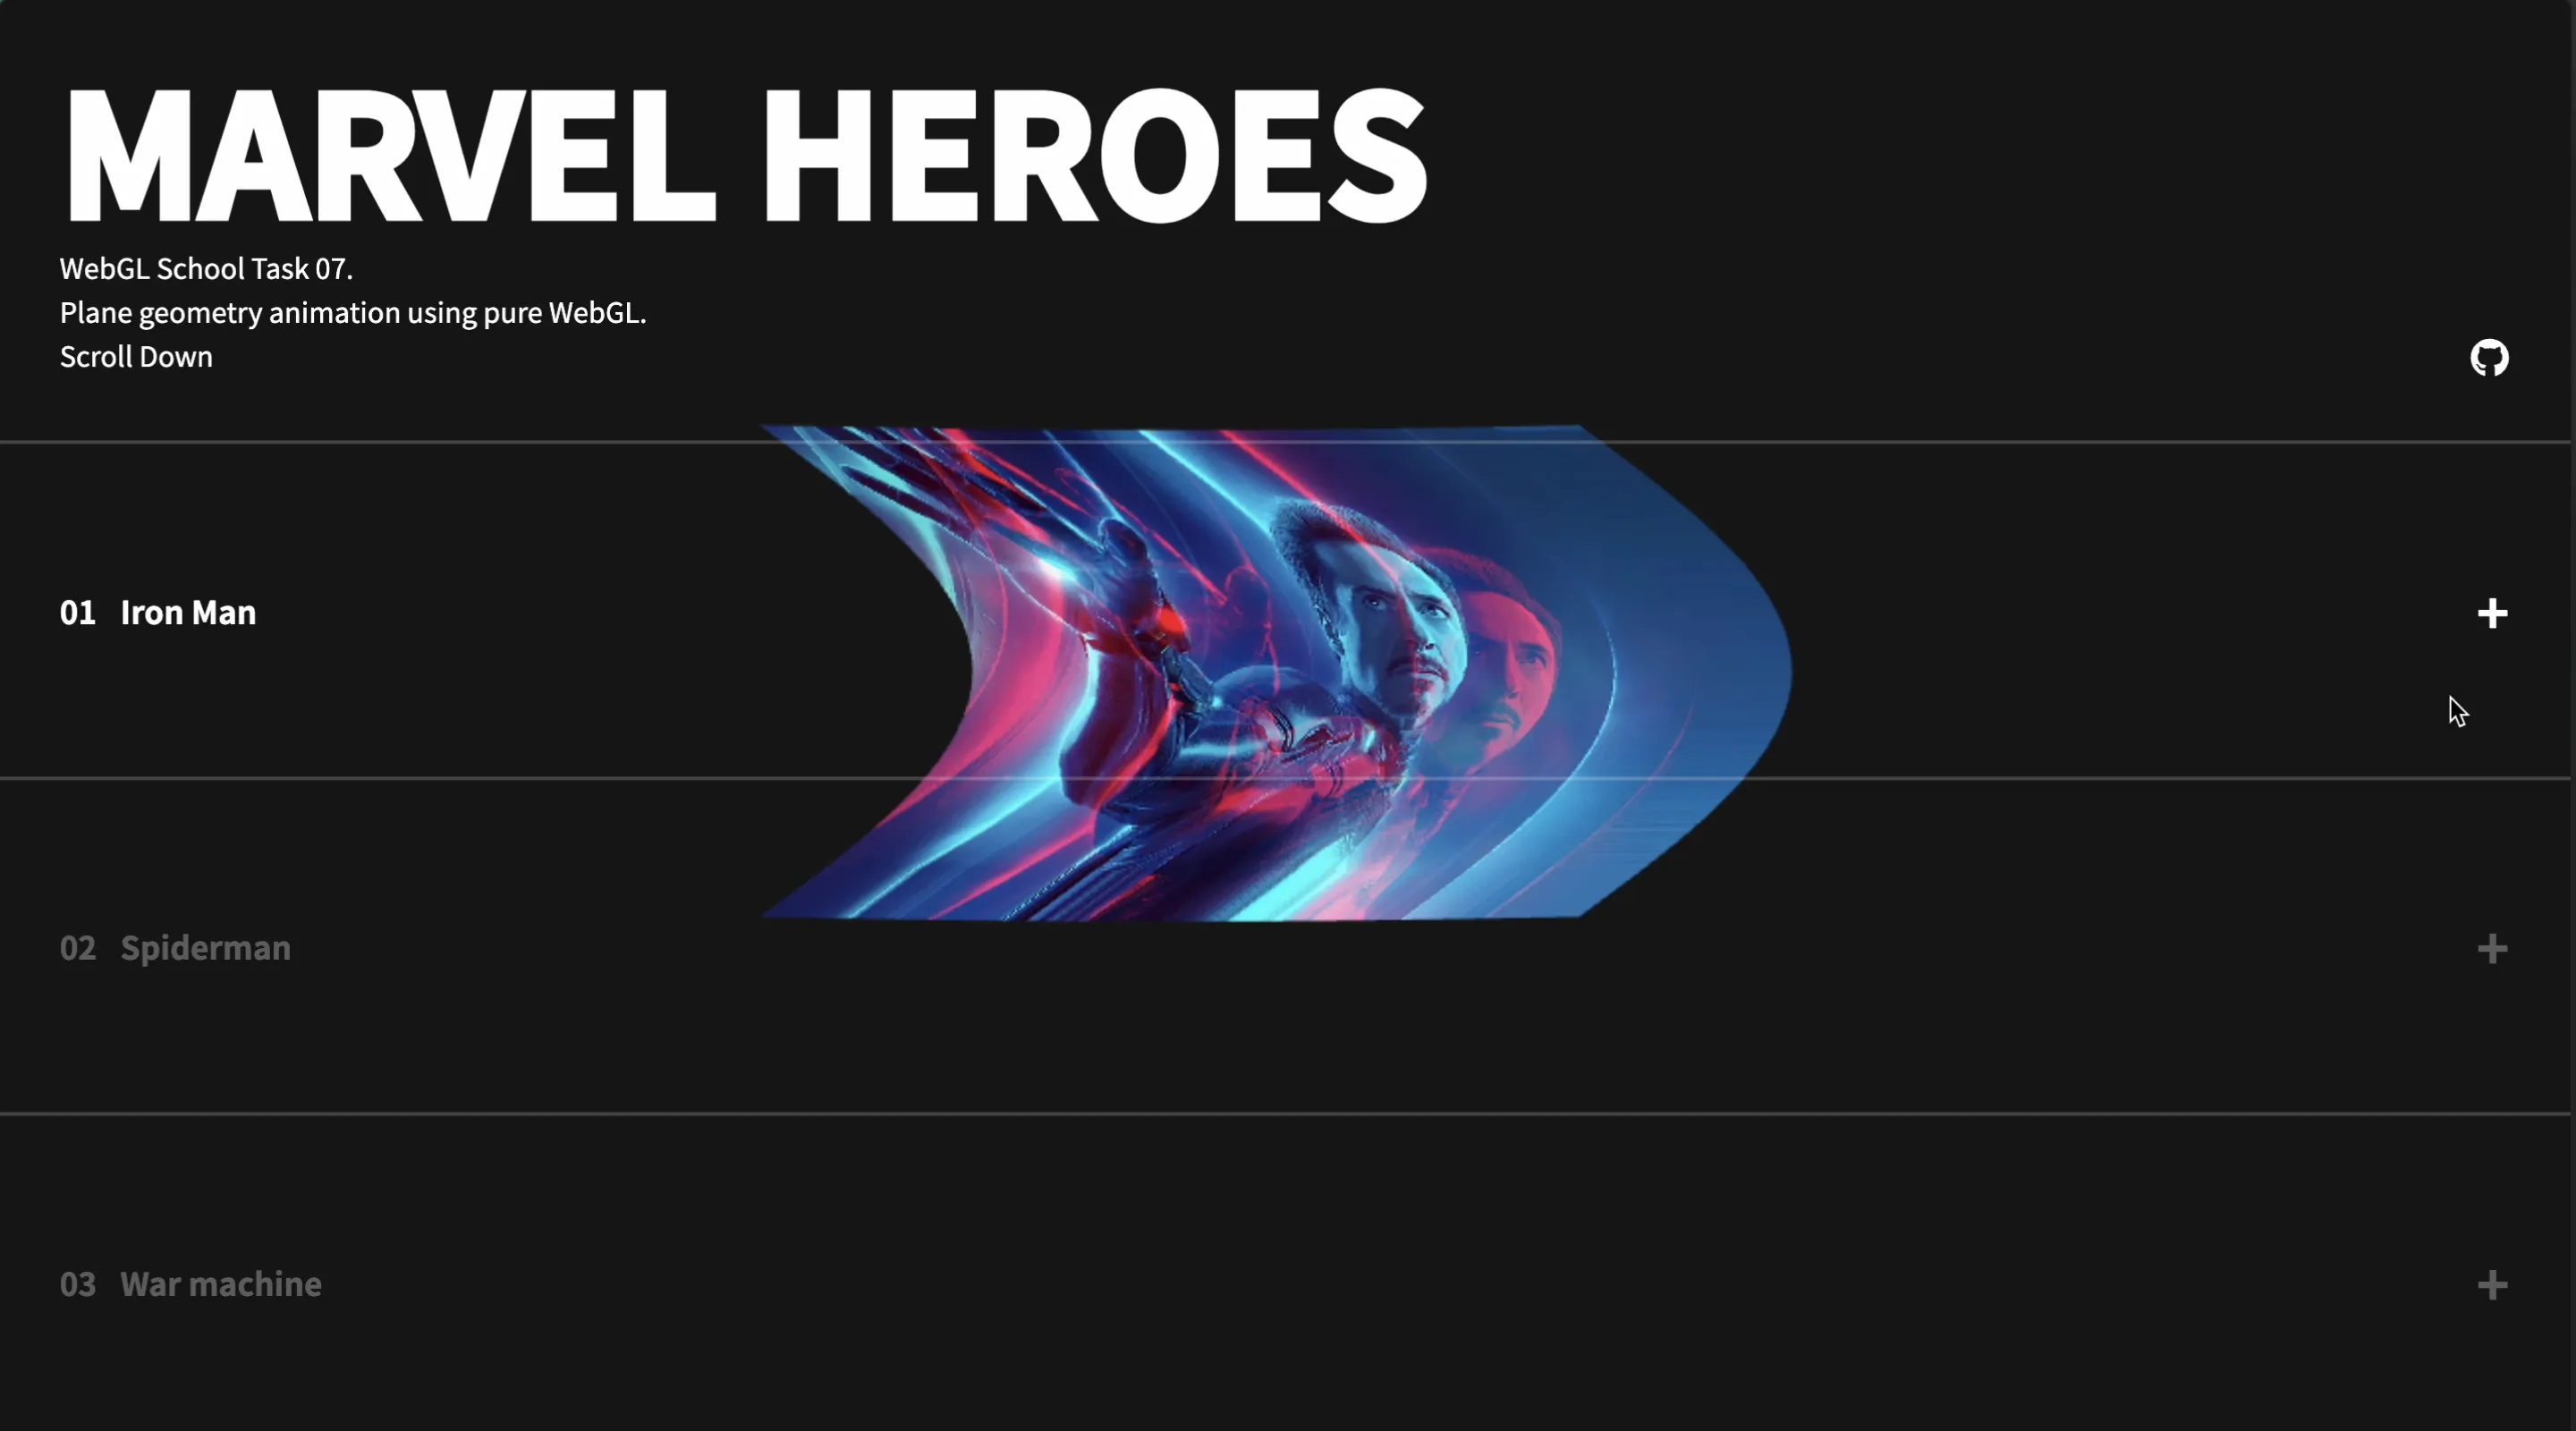 MARVEL HEROES
WebGL School Task 07.
Plane geometry animation using pure WebGL.
Scroll Down
01 Iron Man
02 Spiderman
03 War machine